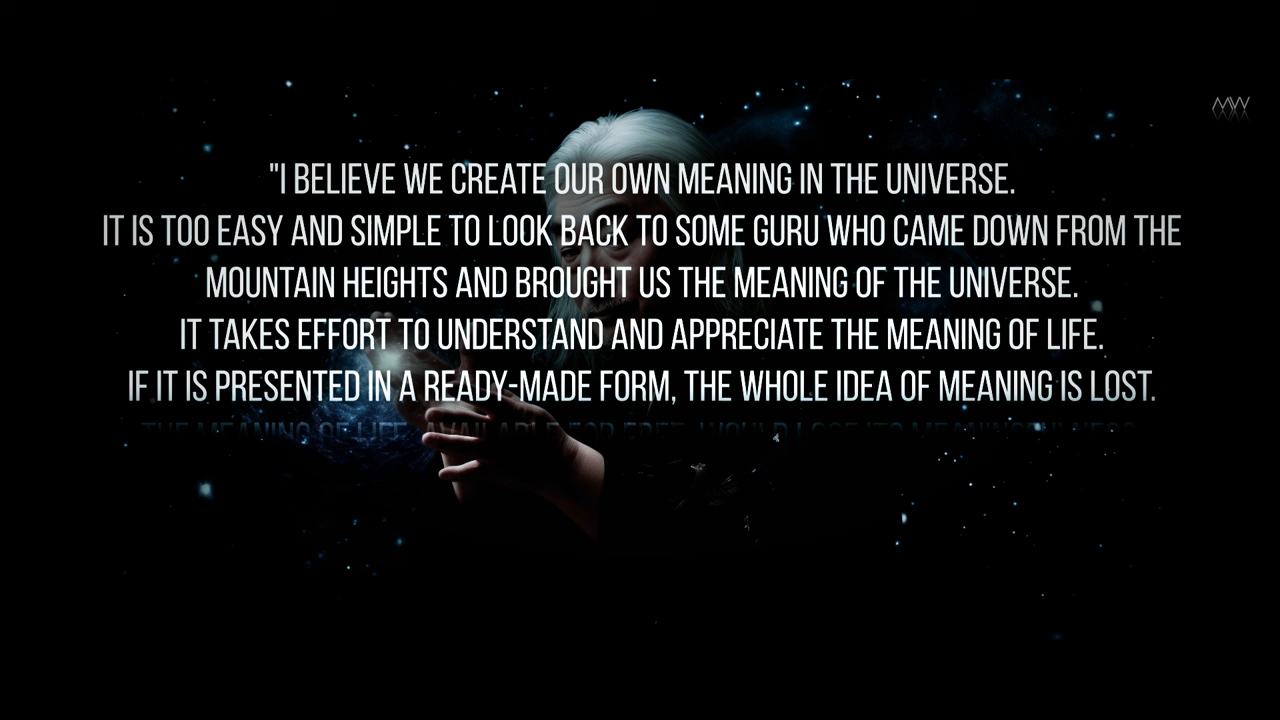 "I BELIEVE WE CREATE OUR OWN MEANING IN THE UNIVERSE.
IT IS TOO EASY AND SIMPLE TO LOOK BACK TO SOME GURU WHO CAME DOWN FROM THE
MOUNTAIN HEIGHTS AND BROUGHT US THE MEANING OF THE UNIVERSE.
IT TAKES EFFORT TO UNDERSTAND AND APPRECIATE THE MEANING OF LIFE.
IF IT IS PRESENTED IN A READY-MADE FORM, THE WHOLE IDEA OF MEANING IS LOST.
THE MEANING OF LIFE, AVAILABLE FOR FREE, WOULD LOSE ITS MEANINGFULNESS
MW